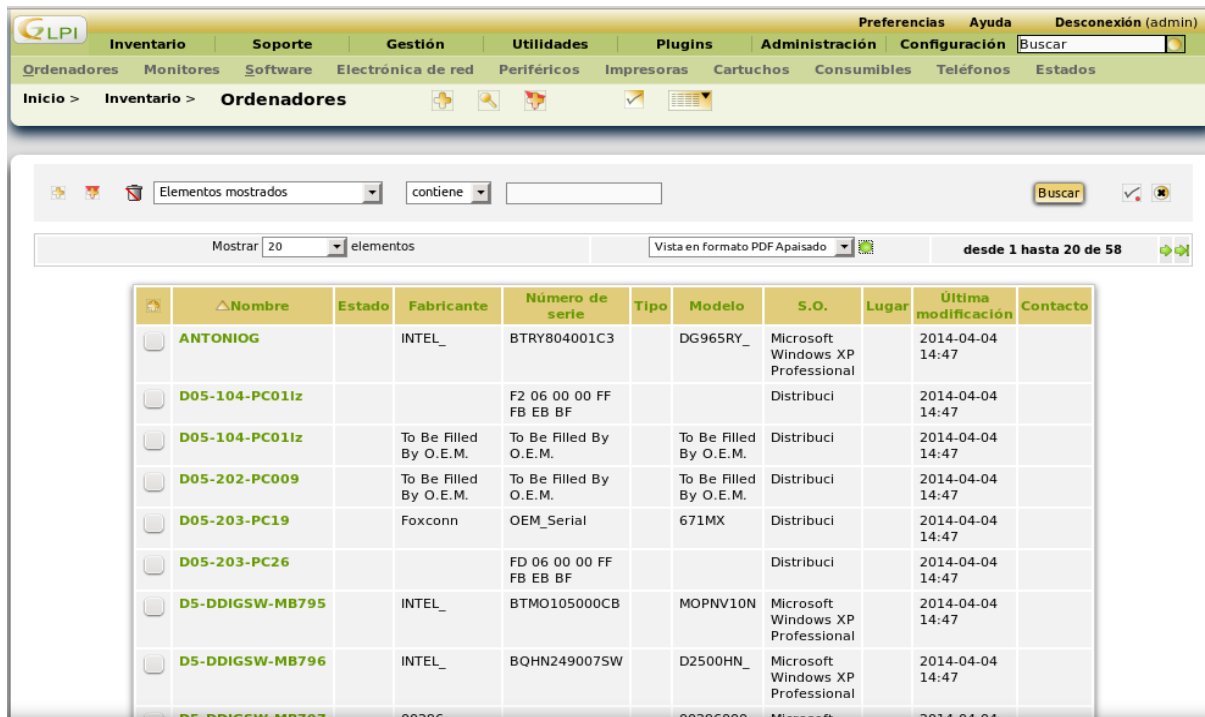 GLPI
Preferencias Ayuda Desconexión (admin)
Inventario Soporte Gestión Utilidades Plugins Administración Configuración Buscar
Ordenadores Monitores Software Electrónica de red Periféricos Impresoras Cartuchos Consumibles Teléfonos Estados
Inicio > Inventario > Ordenadores
Elementos mostrados contiene Buscar
Mostrar 20 elementos Vista en formato PDF Apaisado desde 1 hasta 20 de 58
Nombre Estado Fabricante Número de serie Tipo Modelo S.O. Lugar Última modificación Contacto
ANTONIOG INTEL_ BTRY804001C3 DG965RY_ Microsoft Windows XP Professional 2014-04-04 14:47
D05-104-PC01lz F2 06 00 00 FF FB EB BF Distribuci 2014-04-04 14:47
D05-104-PC01lz To Be Filled By O.E.M. To Be Filled By O.E.M. To Be Filled By O.E.M. Distribuci 2014-04-04 14:47
D05-202-PC009 To Be Filled By O.E.M. To Be Filled By O.E.M. To Be Filled By O.E.M. Distribuci 2014-04-04 14:47
D05-203-PC19 Foxconn OEM_Serial 671MX Distribuci 2014-04-04 14:47
D05-203-PC26 FD 06 00 00 FF FB EB BF Distribuci 2014-04-04 14:47
D5-DDIGSW-MB795 INTEL_ BTMO105000CB MOPNV10N Microsoft Windows XP Professional 2014-04-04 14:47
D5-DDIGSW-MB796 INTEL_ BQHN249007SW D2500HN_ Microsoft Windows XP Professional 2014-04-04 14:47